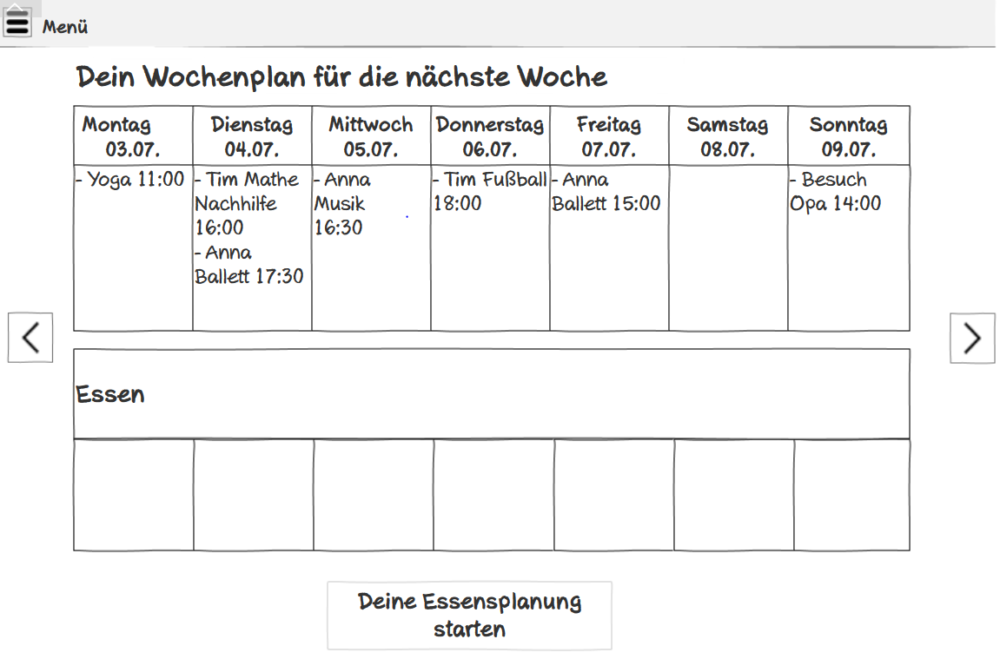 Menü
Dein Wochenplan für die nächste Woche
Montag
03.07.
Dienstag
04.07.
Mittwoch
05.07.
Donnerstag
06.07.
Freitag
07.07.
Samstag
08.07.
Sonntag
09.07.
- Yoga 11:00
- Tim Mathe
Nachhilfe
16:00
- Anna
Ballett 17:30
- Anna
Musik
16:30
- Tim Fußball
18:00
- Anna
Ballett 15:00
- Besuch
Opa 14:00
Essen
Deine Essensplanung
starten